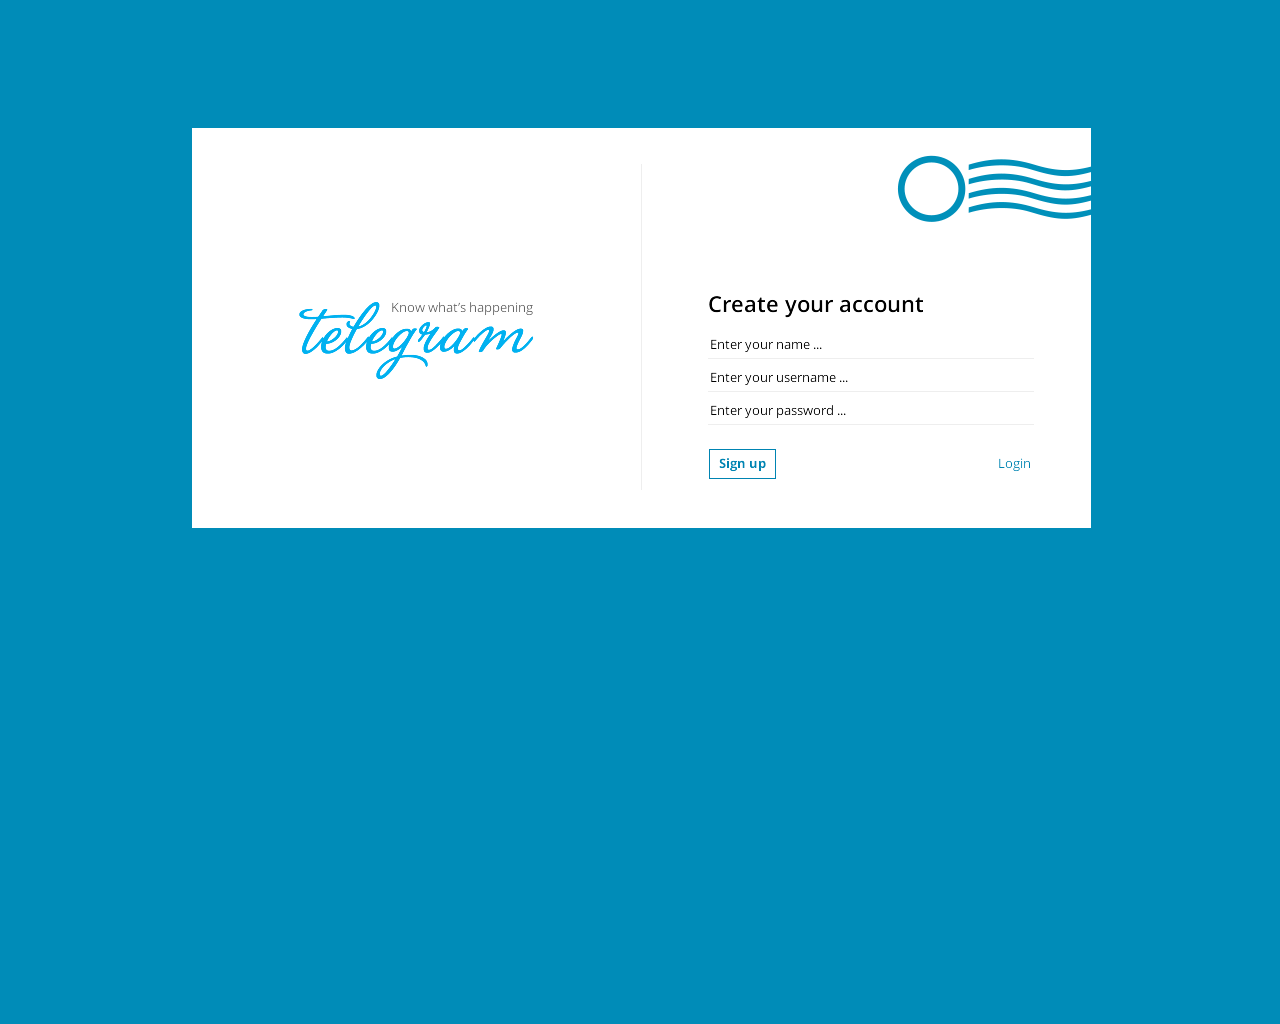 Know what's happening
telegram
Create your account
Enter your name ...
Enter your username ...
Enter your password ...
Sign up
Login